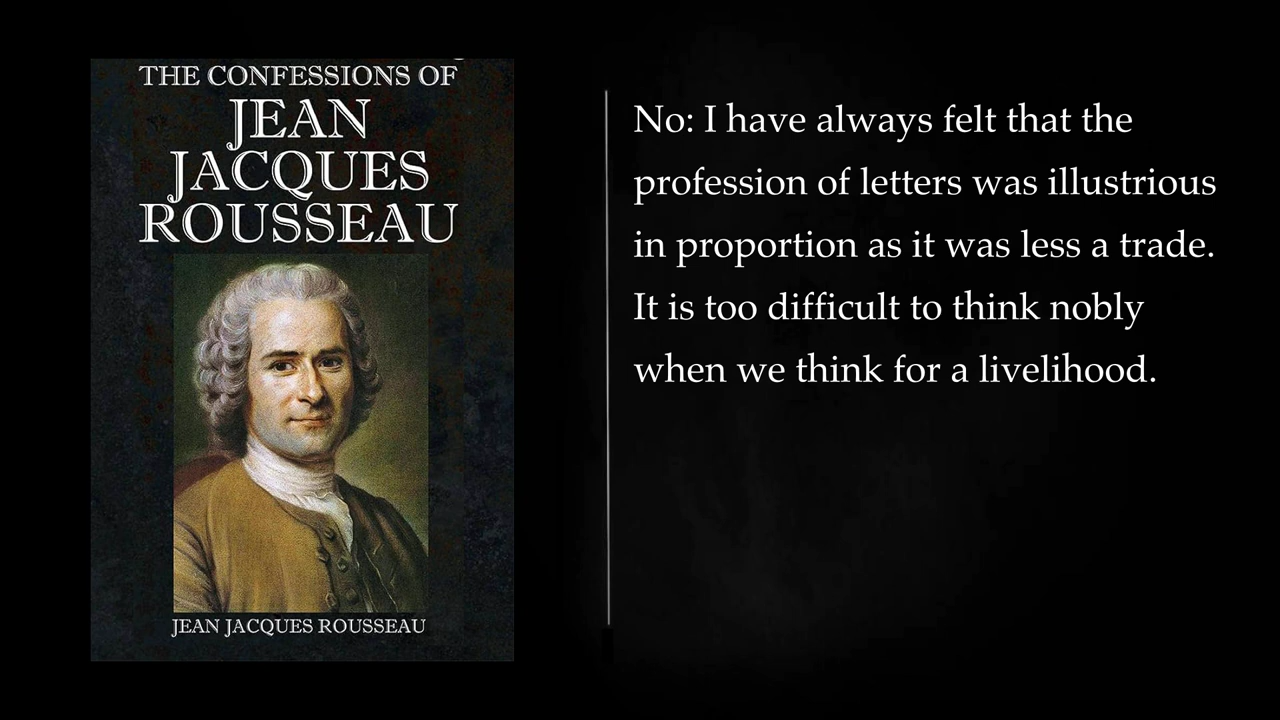 THE CONFESSIONS OF
JEAN
JACQUES
ROUSSEAU
JEAN JACQUES ROUSSEAU
No: I have always felt that the
profession of letters was illustrious
in proportion as it was less a trade.
It is too difficult to think nobly
when we think for a livelihood.